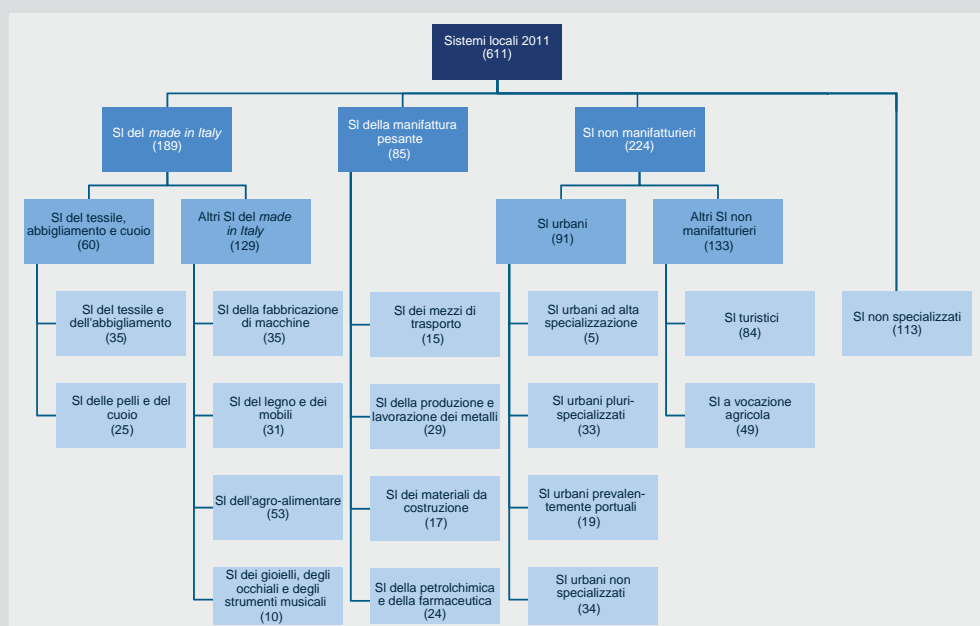 Sistemi locali 2011
(611)
SI del made in Italy
(189)
SI della manifattura
pesante
(85)
SI non manifatturieri
(224)
SI del tessile,
abbigliamento e cuoio
(60)
Altri SI del made
in Italy
(129)
SI urbani
(91)
Altri SI non
manifatturieri
(133)
SI del tessile e
dell'abbigliamento
(35)
SI della fabbricazione
di macchine
(35)
SI dei mezzi di
trasporto
(15)
SI urbani ad alta
specializzazione
(5)
SI turistici
(84)
SI non specializzati
(113)
SI delle pelli e del
cuoio
(25)
SI del legno e dei
mobili
(31)
SI della produzione e
lavorazione dei metalli
(29)
SI urbani pluri-
specializzati
(33)
SI a vocazione
agricola
(49)
SI dell'agro-alimentare
(53)
SI dei materiali da
costruzione
(17)
SI urbani prevalen-
temente portuali
(19)
SI dei gioielli, degli
occhiali e degli
strumenti musicali
(10)
SI della petrolchimica
e della farmaceutica
(24)
SI urbani non
specializzati
(34)